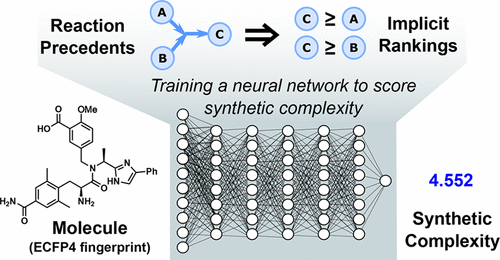 Reaction
Precedents
A
B
C
C ≥ A
C ≥ B
Implicit
Rankings
Training a neural network to score
synthetic complexity
OMe
O
HO
N
N
HN
Ph
O
NH2
H2N
O
Molecule
(ECFP4 fingerprint)
4.552
Synthetic
Complexity